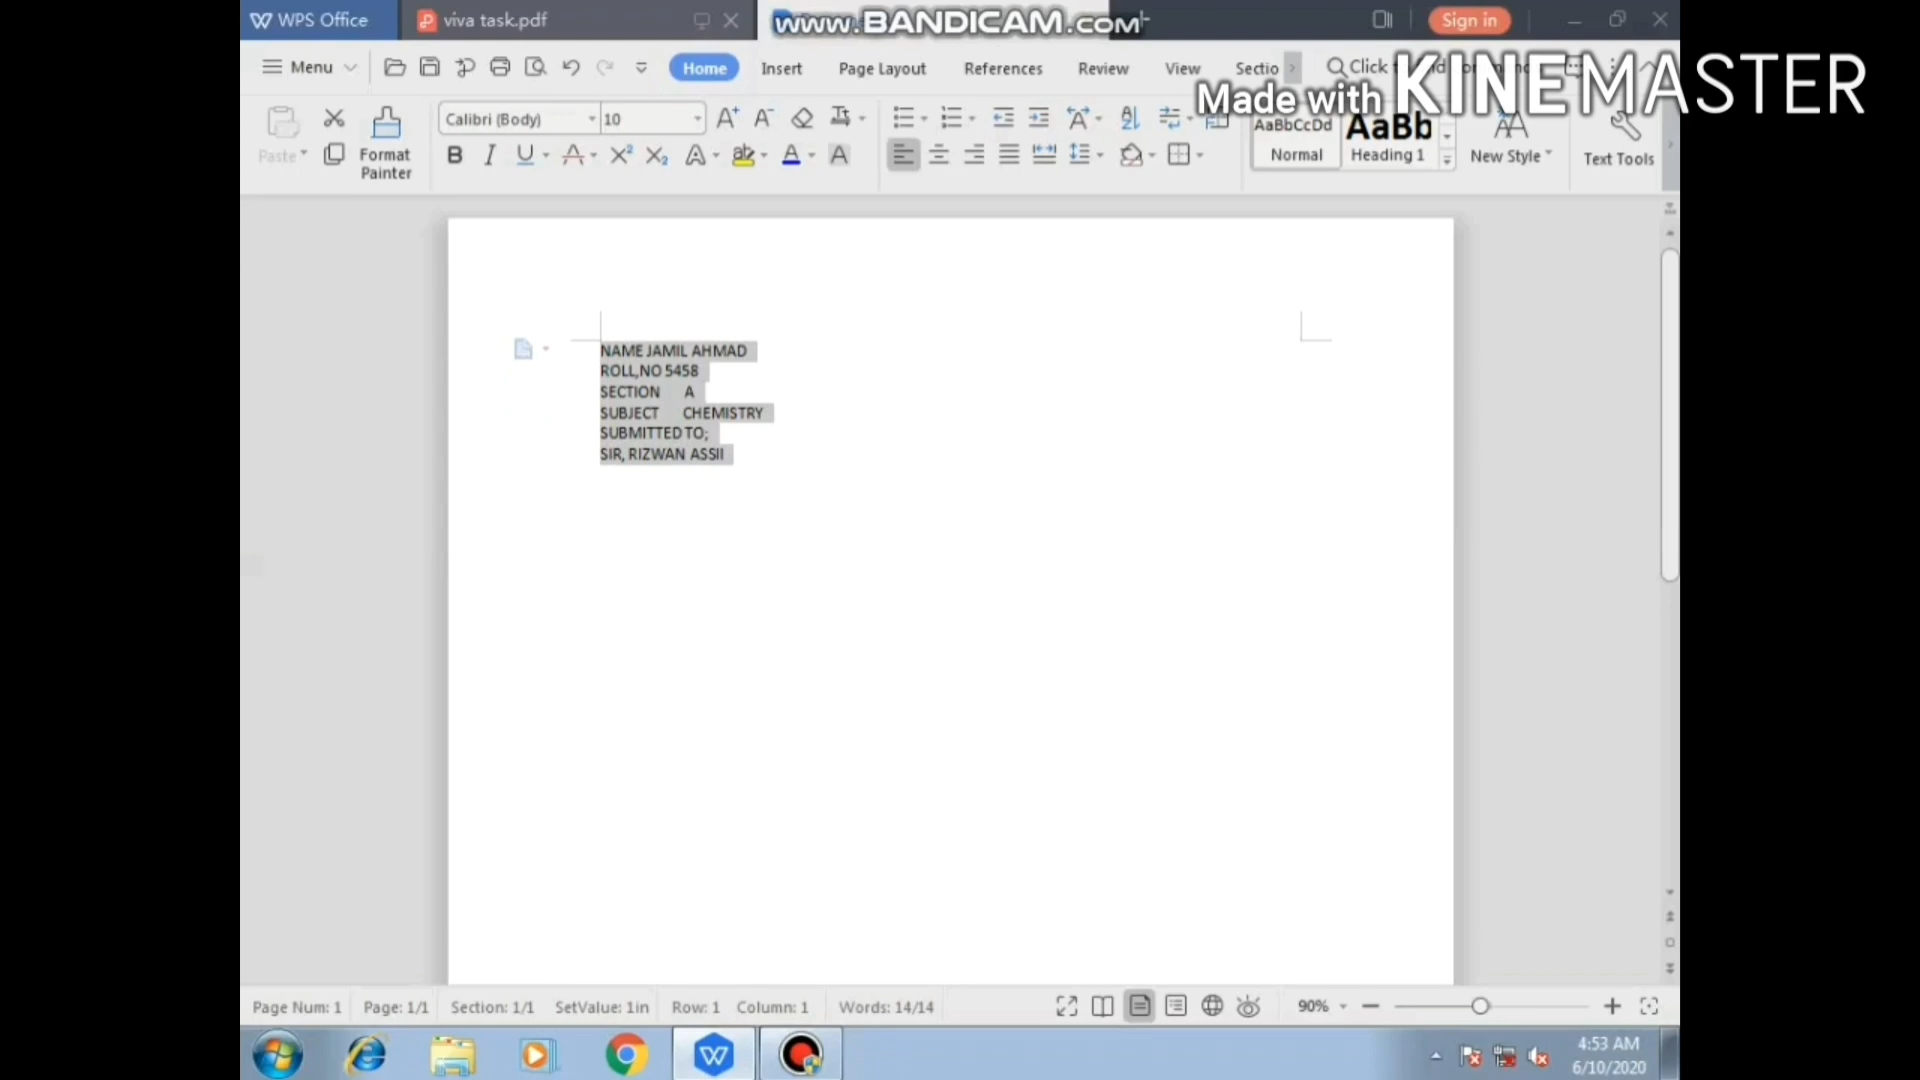 WPS Office viva task.pdf www.BANDICAM.com Sign in
Menu Home Insert Page Layout References Review View Sectio Click
Made with KINEMASTER
Paste Format Painter Calibri (Body) 10 AaBbCcDd Normal AaBb Heading 1 New Style Text Tools
NAME JAMIL AHMAD
ROLL,NO 5458
SECTION A
SUBJECT CHEMISTRY
SUBMITTED TO;
SIR, RIZWAN ASSII
Page Num: 1 Page: 1/1 Section: 1/1 SetValue: 1in Row: 1 Column: 1 Words: 14/14 90%
4:53 AM
6/10/2020